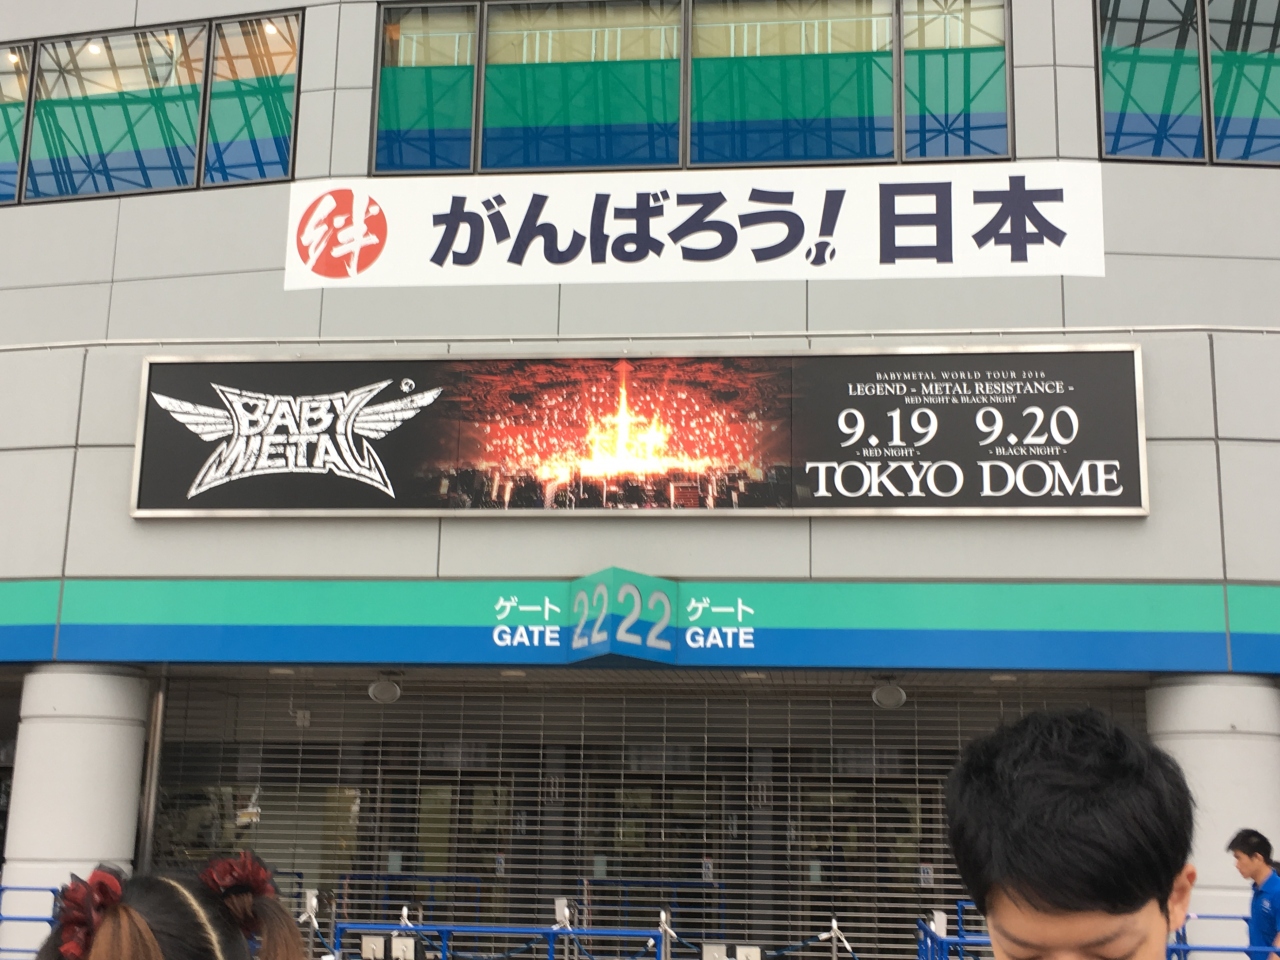 絆 がんばろう!日本
BABY
METAL
BABYMETAL WORLD TOUR 2016
LEGEND - METAL RESISTANCE -
RED NIGHT & BLACK NIGHT
9.19 9.20
- RED NIGHT - - BLACK NIGHT -
TOKYO DOME
ゲート 22 22 ゲート
GATE GATE